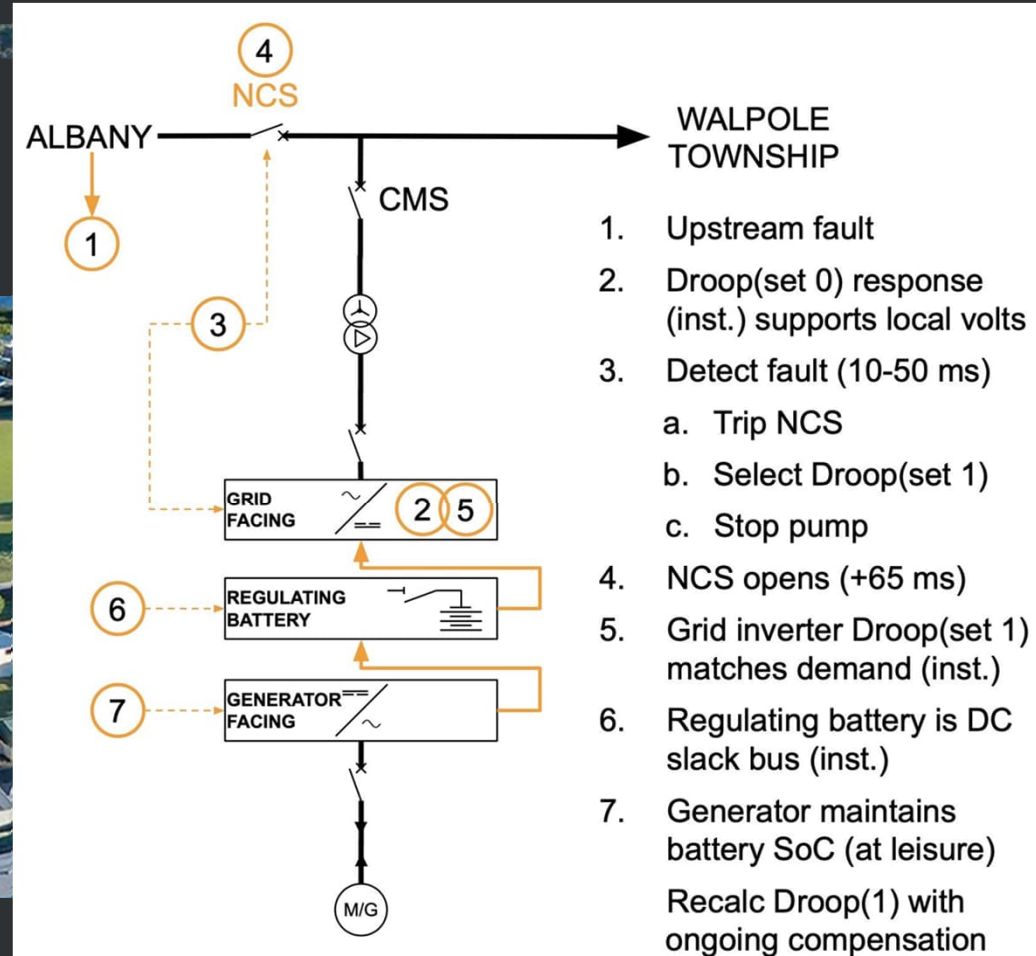 4
NCS
ALBANY
WALPOLE
TOWNSHIP
CMS
1
3
GRID
FACING
2 5
6
REGULATING
BATTERY
7
GENERATOR
FACING
M/G
1. Upstream fault
2. Droop(set 0) response
(inst.) supports local volts
3. Detect fault (10-50 ms)
a. Trip NCS
b. Select Droop(set 1)
c. Stop pump
4. NCS opens (+65 ms)
5. Grid inverter Droop(set 1)
matches demand (inst.)
6. Regulating battery is DC
slack bus (inst.)
7. Generator maintains
battery SoC (at leisure)
Recalc Droop(1) with
ongoing compensation